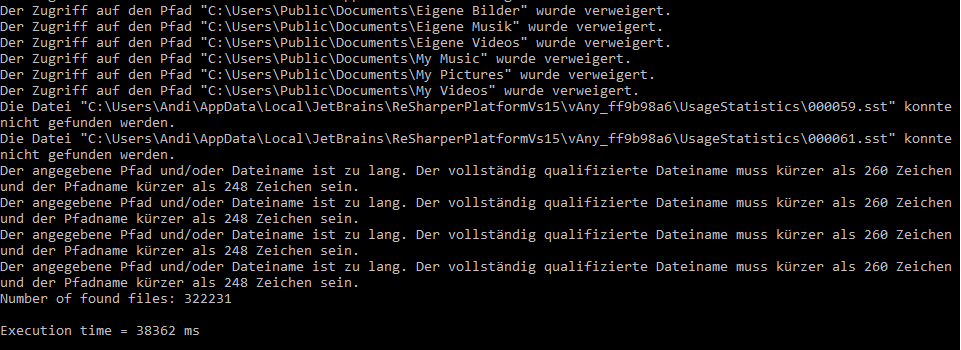 Der Zugriff auf den Pfad "C:\Users\Public\Documents\Eigene Bilder" wurde verweigert.
Der Zugriff auf den Pfad "C:\Users\Public\Documents\Eigene Musik" wurde verweigert.
Der Zugriff auf den Pfad "C:\Users\Public\Documents\Eigene Videos" wurde verweigert.
Der Zugriff auf den Pfad "C:\Users\Public\Documents\My Music" wurde verweigert.
Der Zugriff auf den Pfad "C:\Users\Public\Documents\My Pictures" wurde verweigert.
Der Zugriff auf den Pfad "C:\Users\Public\Documents\My Videos" wurde verweigert.
Die Datei "C:\Users\Andi\AppData\Local\JetBrains\ReSharperPlatformVs15\vAny_ff9b98a6\UsageStatistics\000059.sst" konnte
nicht gefunden werden.
Die Datei "C:\Users\Andi\AppData\Local\JetBrains\ReSharperPlatformVs15\vAny_ff9b98a6\UsageStatistics\000061.sst" konnte
nicht gefunden werden.
Der angegebene Pfad und/oder Dateiname ist zu lang. Der vollständig qualifizierte Dateiname muss kürzer als 260 Zeichen
und der Pfadname kürzer als 248 Zeichen sein.
Der angegebene Pfad und/oder Dateiname ist zu lang. Der vollständig qualifizierte Dateiname muss kürzer als 260 Zeichen
und der Pfadname kürzer als 248 Zeichen sein.
Der angegebene Pfad und/oder Dateiname ist zu lang. Der vollständig qualifizierte Dateiname muss kürzer als 260 Zeichen
und der Pfadname kürzer als 248 Zeichen sein.
Der angegebene Pfad und/oder Dateiname ist zu lang. Der vollständig qualifizierte Dateiname muss kürzer als 260 Zeichen
und der Pfadname kürzer als 248 Zeichen sein.
Number of found files: 322231
Execution time = 38362 ms